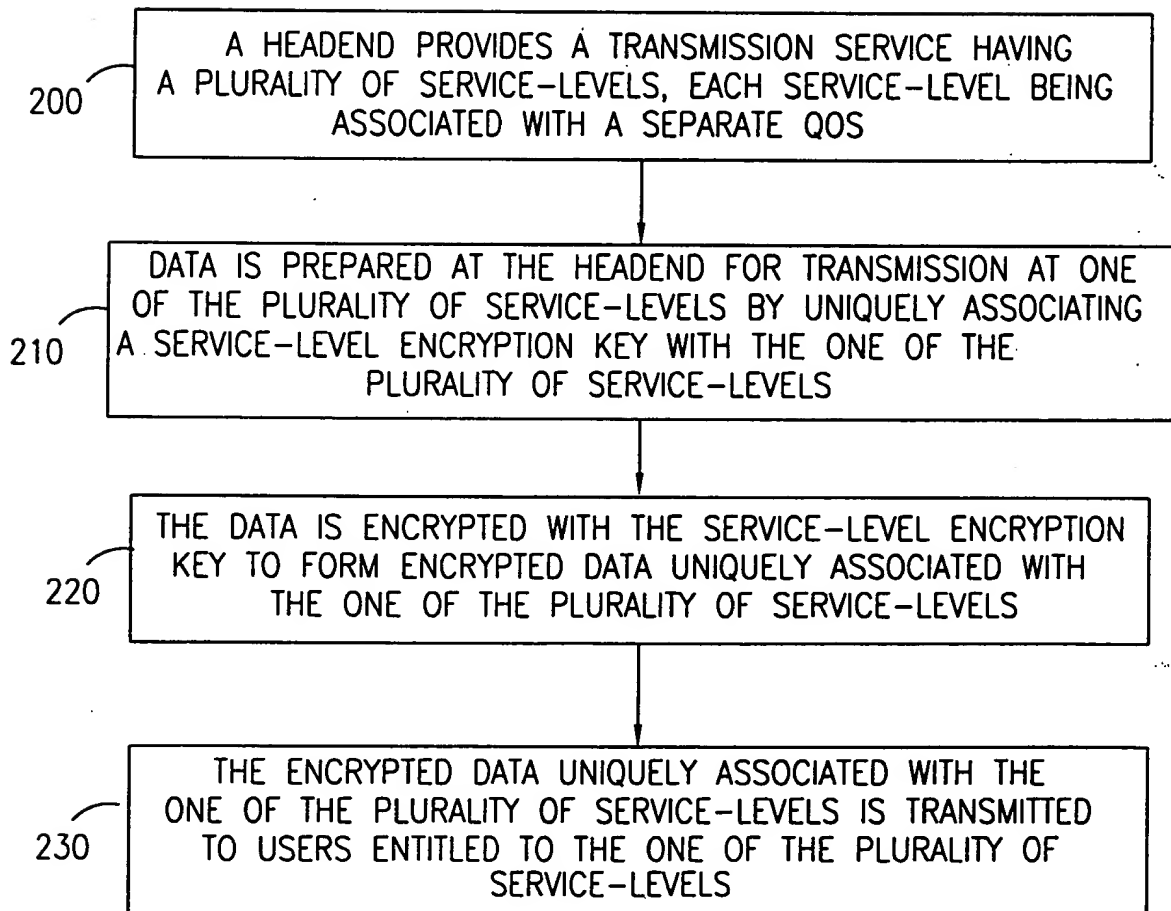 A HEADEND PROVIDES A TRANSMISSION SERVICE HAVING
A PLURALITY OF SERVICE-LEVELS, EACH SERVICE-LEVEL BEING
ASSOCIATED WITH A SEPARATE QOS
200
DATA IS PREPARED AT THE HEADEND FOR TRANSMISSION AT ONE
OF THE PLURALITY OF SERVICE-LEVELS BY UNIQUELY ASSOCIATING
A SERVICE-LEVEL ENCRYPTION KEY WITH THE ONE OF THE
PLURALITY OF SERVICE-LEVELS
210
THE DATA IS ENCRYPTED WITH THE SERVICE-LEVEL ENCRYPTION
KEY TO FORM ENCRYPTED DATA UNIQUELY ASSOCIATED WITH
THE ONE OF THE PLURALITY OF SERVICE-LEVELS
220
THE ENCRYPTED DATA UNIQUELY ASSOCIATED WITH THE
ONE OF THE PLURALITY OF SERVICE-LEVELS IS TRANSMITTED
TO USERS ENTITLED TO THE ONE OF THE PLURALITY OF
SERVICE-LEVELS
230